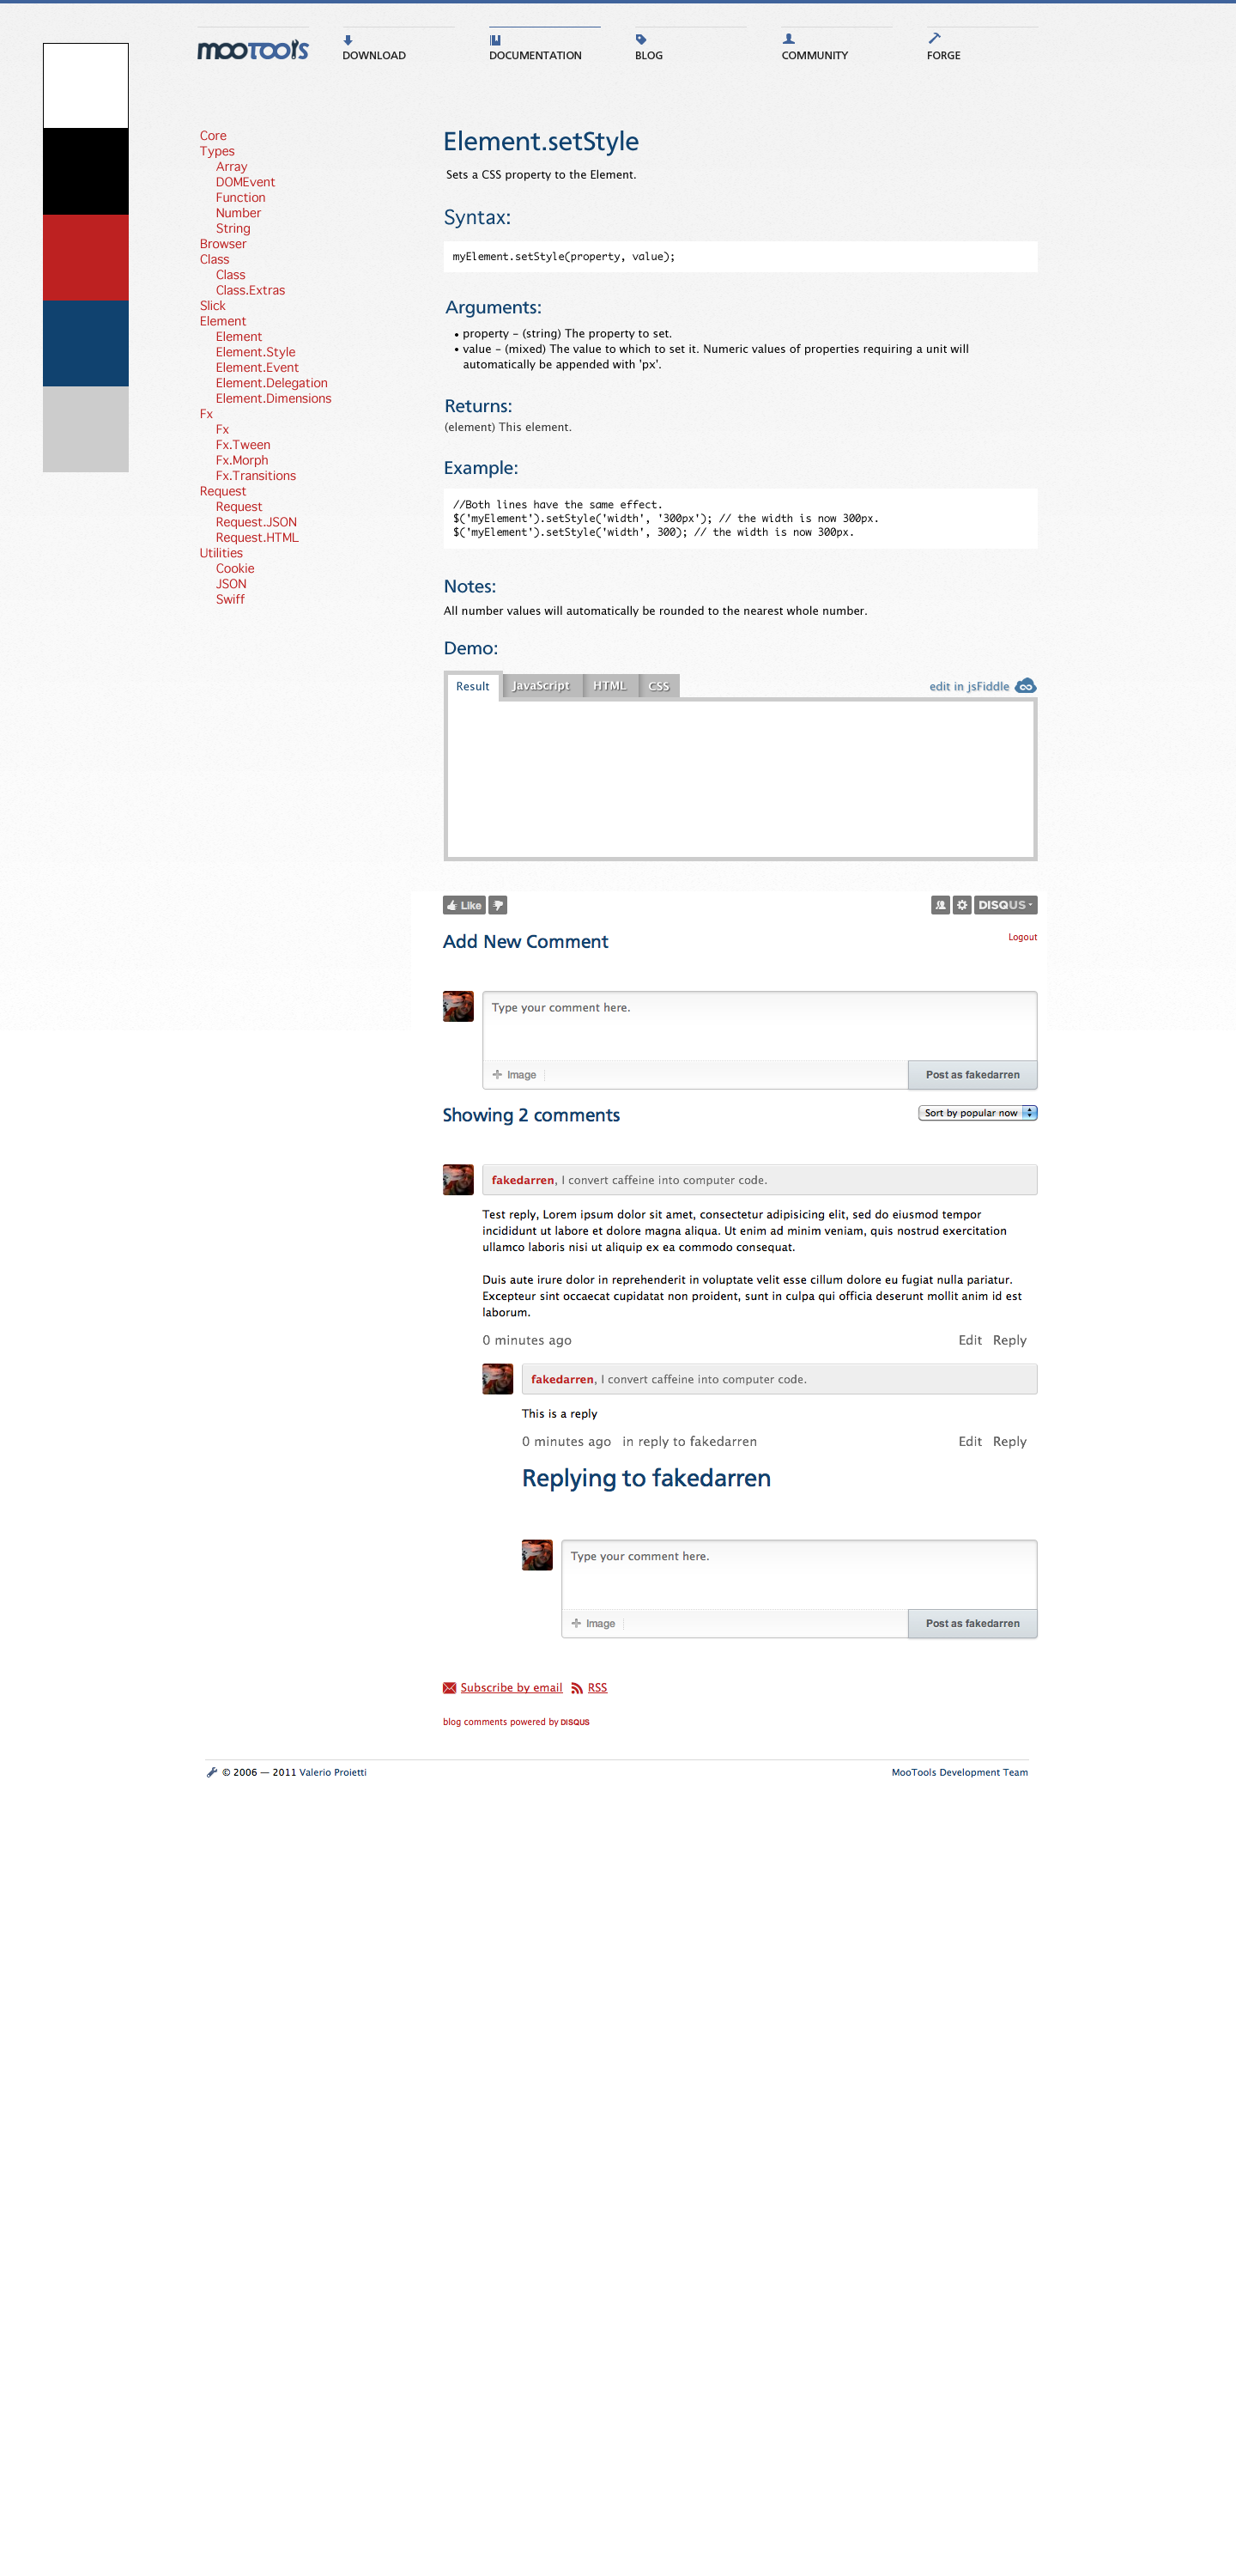 mootools
DOWNLOAD
DOCUMENTATION
BLOG
COMMUNITY
FORGE
Core
Types
Array
DOMEvent
Function
Number
String
Browser
Class
Class
Class.Extras
Slick
Element
Element
Element.Style
Element.Event
Element.Delegation
Element.Dimensions
Fx
Fx
Fx.Tween
Fx.Morph
Fx.Transitions
Request
Request
Request.JSON
Request.HTML
Utilities
Cookie
JSON
Swiff
Element.setStyle
Sets a CSS property to the Element.
Syntax:
myElement.setStyle(property, value);
Arguments:
• property – (string) The property to set.
• value – (mixed) The value to which to set it. Numeric values of properties requiring a unit will
automatically be appended with 'px'.
Returns:
(element) This element.
Example:
//Both lines have the same effect.
$('myElement').setStyle('width', '300px'); // the width is now 300px.
$('myElement').setStyle('width', 300); // the width is now 300px.
Notes:
All number values will automatically be rounded to the nearest whole number.
Demo:
Result JavaScript HTML CSS edit in jsFiddle
Like DISQUS
Add New Comment Logout
Type your comment here.
Image Post as fakedarren
Showing 2 comments Sort by popular now
fakedarren, I convert caffeine into computer code.
Test reply, Lorem ipsum dolor sit amet, consectetur adipisicing elit, sed do eiusmod tempor
incididunt ut labore et dolore magna aliqua. Ut enim ad minim veniam, quis nostrud exercitation
ullamco laboris nisi ut aliquip ex ea commodo consequat.
Duis aute irure dolor in reprehenderit in voluptate velit esse cillum dolore eu fugiat nulla pariatur.
Excepteur sint occaecat cupidatat non proident, sunt in culpa qui officia deserunt mollit anim id est
laborum.
0 minutes ago Edit Reply
fakedarren, I convert caffeine into computer code.
This is a reply
0 minutes ago in reply to fakedarren Edit Reply
Replying to fakedarren
Type your comment here.
Image Post as fakedarren
Subscribe by email RSS
blog comments powered by DISQUS
© 2006 — 2011 Valerio Proietti MooTools Development Team